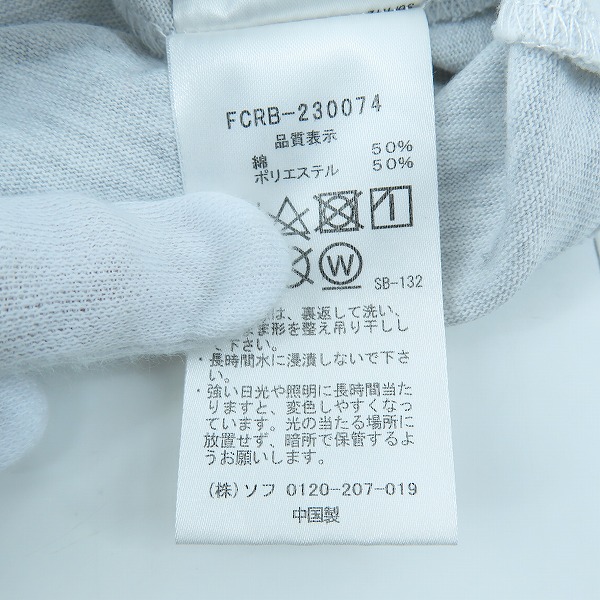 FCRB-230074
品質表示
綿 50%
ポリエステル 50%
W
SB-132
は、裏返して洗い、
まま形を整え吊り干しし
下さい。
・長時間水に浸漬しないで下さ
い。
・強い日光や照明に長時間当た
りますと、変色しやすくなっ
ています。光の当たる場所に
放置せず、暗所で保管するよ
うお願いします。
(株)ソフ 0120-207-019
中国製